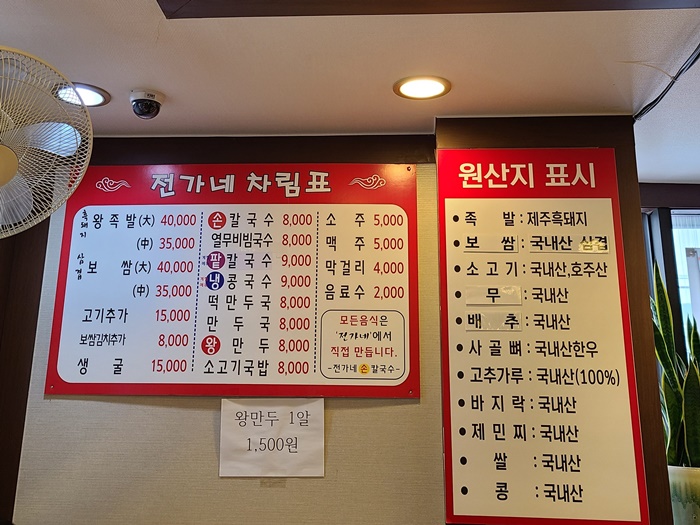 전가네 차림표
흑돼지 왕족발(大) 40,000
(中) 35,000
삼겹 보쌈(大) 40,000
(中) 35,000
고기추가 15,000
보쌈김치추가 8,000
생굴 15,000
손칼국수 8,000
열무비빔국수 8,000
팥칼국수 9,000
냉콩국수 9,000
떡만두국 8,000
만두국 8,000
왕만두 8,000
소고기국밥 8,000
소주 5,000
맥주 5,000
막걸리 4,000
음료수 2,000
모든음식은
'전가네'에서
직접 만듭니다.
-전가네 손 칼국수-
왕만두 1알
1,500원
원산지 표시
• 족발 : 제주흑돼지
• 보쌈 : 국내산 삼겹
• 소고기 : 국내산,호주산
• 무 : 국내산
• 배추 : 국내산
• 사골뼈 : 국내산한우
• 고추가루 : 국내산(100%)
• 바지락 : 국내산
• 제민찌 : 국내산
• 쌀 : 국내산
• 콩 : 국내산